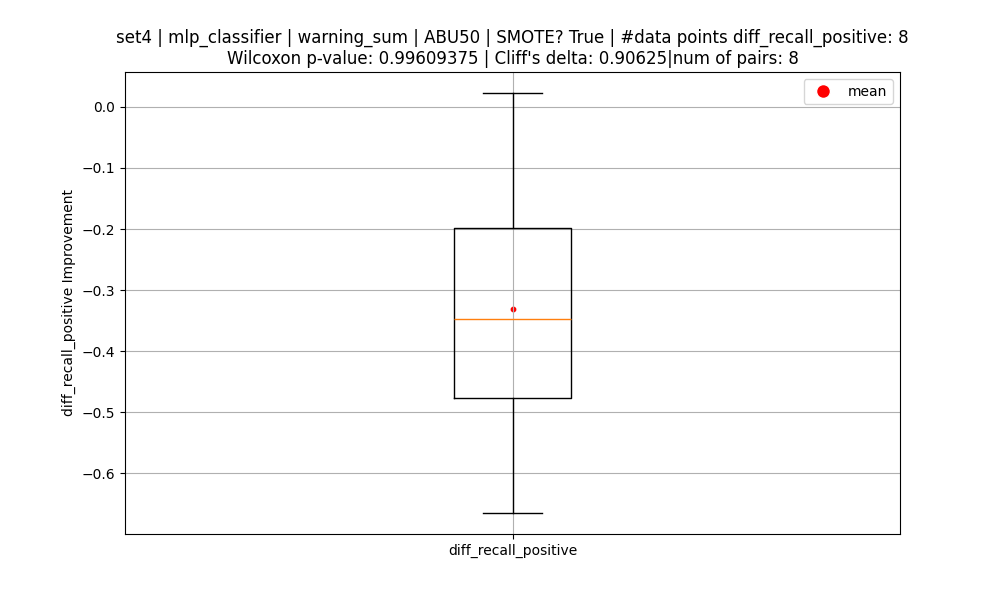 set4 | mlp_classifier | warning_sum | ABU50 | SMOTE? True | #data points diff_recall_positive: 8
Wilcoxon p-value: 0.99609375 | Cliff's delta: 0.90625|num of pairs: 8
mean
0.0
−0.1
−0.2
−0.3
−0.4
−0.5
−0.6
diff_recall_positive Improvement
diff_recall_positive